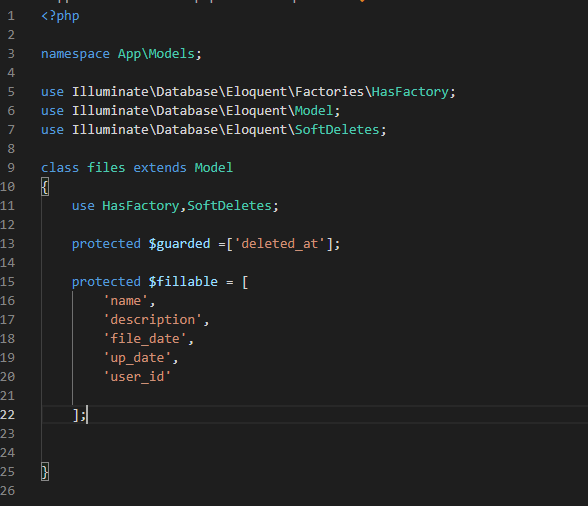 1 <?php
2
3 namespace App\Models;
4
5 use Illuminate\Database\Eloquent\Factories\HasFactory;
6 use Illuminate\Database\Eloquent\Model;
7 use Illuminate\Database\Eloquent\SoftDeletes;
8
9 class files extends Model
10 {
11     use HasFactory,SoftDeletes;
12
13     protected $guarded =['deleted_at'];
14
15     protected $fillable = [
16         'name',
17         'description',
18         'file_date',
19         'up_date',
20         'user_id'
21
22     ];
23
24
25 }
26